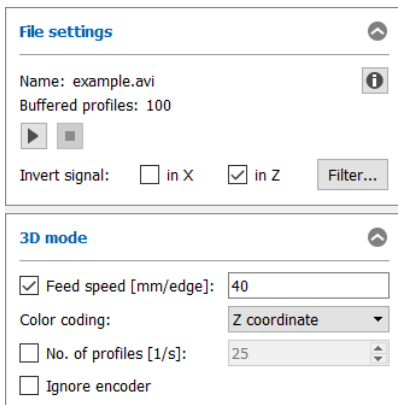 File settings
Name: example.avi
Buffered profiles: 100
Invert signal: in X in Z Filter...
3D mode
Feed speed [mm/edge]: 40
Color coding: Z coordinate
No. of profiles [1/s]: 25
Ignore encoder